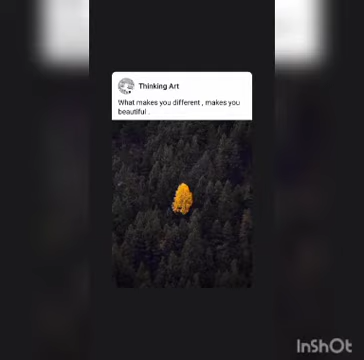 Thinking Art
What makes you different , makes you
beautiful .
InShOt